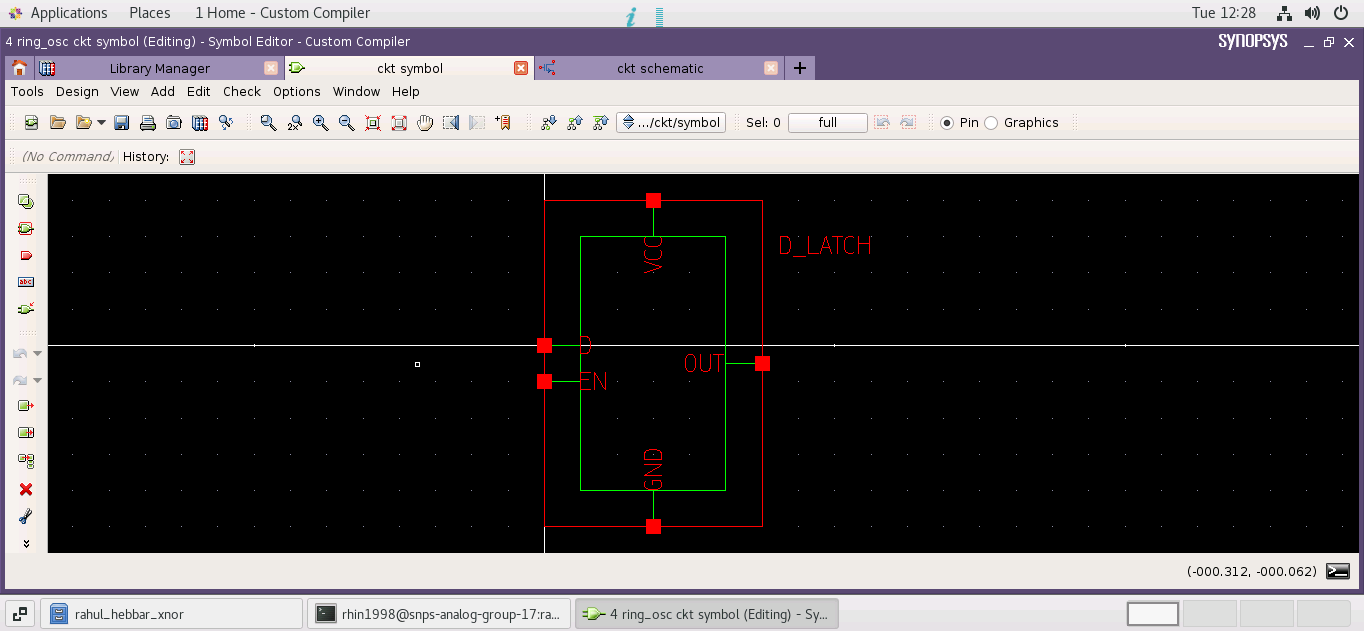 Applications Places 1 Home - Custom Compiler Tue 12:28
4 ring_osc ckt symbol (Editing) - Symbol Editor - Custom Compiler SYNOPSYS
Library Manager ckt symbol ckt schematic
Tools Design View Add Edit Check Options Window Help
2x .../ckt/symbol Sel: 0 full Pin Graphics
(No Command) History:
VCC
D_LATCH
abc
D
OUT
EN
GND
(-000.312, -000.062)
rahul_hebbar_xnor rhin1998@snps-analog-group-17:ra... 4 ring_osc ckt symbol (Editing) - Sy...